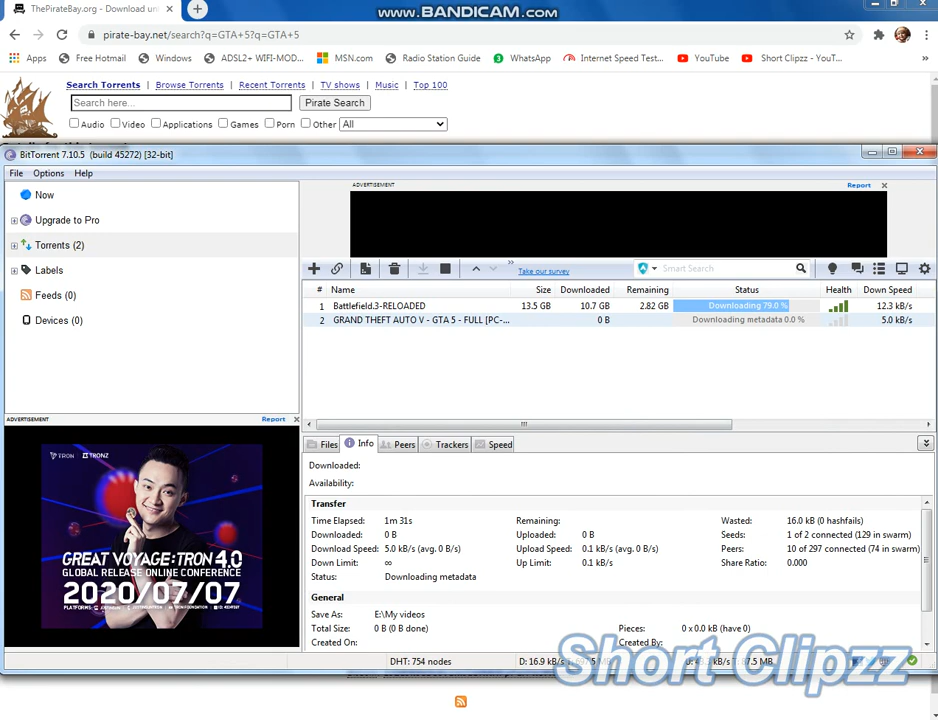 www.BANDICAM.com
ThePirateBay.org - Download un
pirate-bay.net/search?q=GTA+5?q=GTA+5
Apps Free Hotmail Windows ADSL2+ WIFI-MOD... MSN.com Radio Station Guide WhatsApp Internet Speed Test... YouTube Short Clipzz - YouT... »
Search Torrents | Browse Torrents | Recent Torrents | TV shows | Music | Top 100
Search here... Pirate Search
Audio Video Applications Games Porn Other All
BitTorrent 7.10.5 (build 45272) [32-bit]
File Options Help
Now
Upgrade to Pro
Torrents (2)
Labels
Feeds (0)
Devices (0)
ADVERTISEMENT Report
Take our survey Smart Search
# Name Size Downloaded Remaining Status Health Down Speed
1 Battlefield.3-RELOADED 13.5 GB 10.7 GB 2.82 GB Downloading 79.0 % 12.3 kB/s
2 GRAND THEFT AUTO V - GTA 5 - FULL [PC-... 0 B Downloading metadata 0.0 % 5.0 kB/s
ADVERTISEMENT Report
TRON TRONZ
GREAT VOYAGE:TRON 4.0
GLOBAL RELEASE ONLINE CONFERENCE
2020/07/07
PLATFORMS:
Files Info Peers Trackers Speed
Downloaded:
Availability:
Transfer
Time Elapsed: 1m 31s Remaining: Wasted: 16.0 kB (0 hashfails)
Downloaded: 0 B Uploaded: 0 B Seeds: 1 of 2 connected (129 in swarm)
Download Speed: 5.0 kB/s (avg. 0 B/s) Upload Speed: 0.1 kB/s (avg. 0 B/s) Peers: 10 of 297 connected (74 in swarm)
Down Limit: ∞ Up Limit: 0.1 kB/s Share Ratio: 0.000
Status: Downloading metadata
General
Save As: E:\My videos
Total Size: 0 B (0 B done) Pieces: 0 x 0.0 kB (have 0)
Created On: Created By:
DHT: 754 nodes D: 16.9 kB/s
Short Clipzz